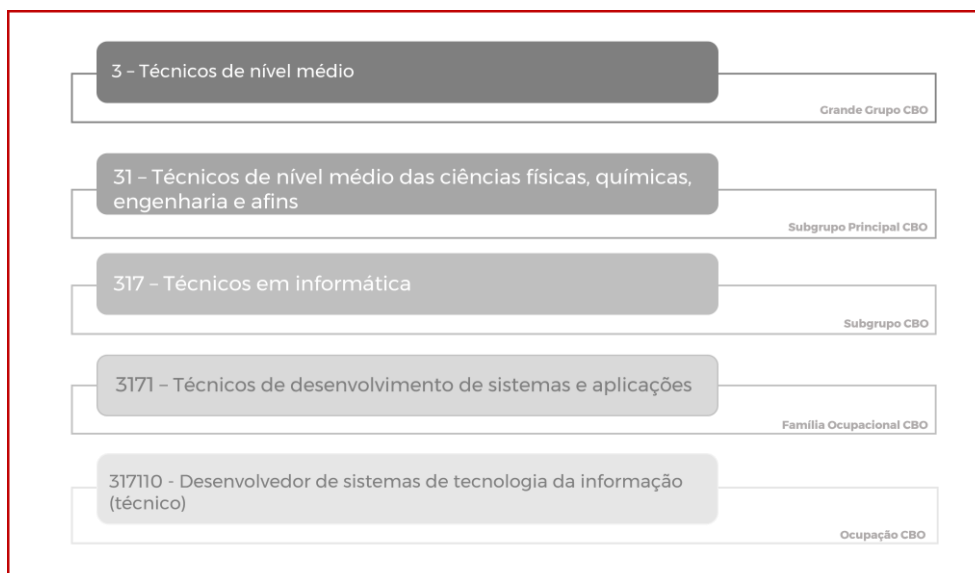 3 – Técnicos de nível médio
Grande Grupo CBO
31 – Técnicos de nível médio das ciências físicas, químicas,
engenharia e afins
Subgrupo Principal CBO
317 – Técnicos em informática
Subgrupo CBO
3171 – Técnicos de desenvolvimento de sistemas e aplicações
Família Ocupacional CBO
317110 - Desenvolvedor de sistemas de tecnologia da informação
(técnico)
Ocupação CBO